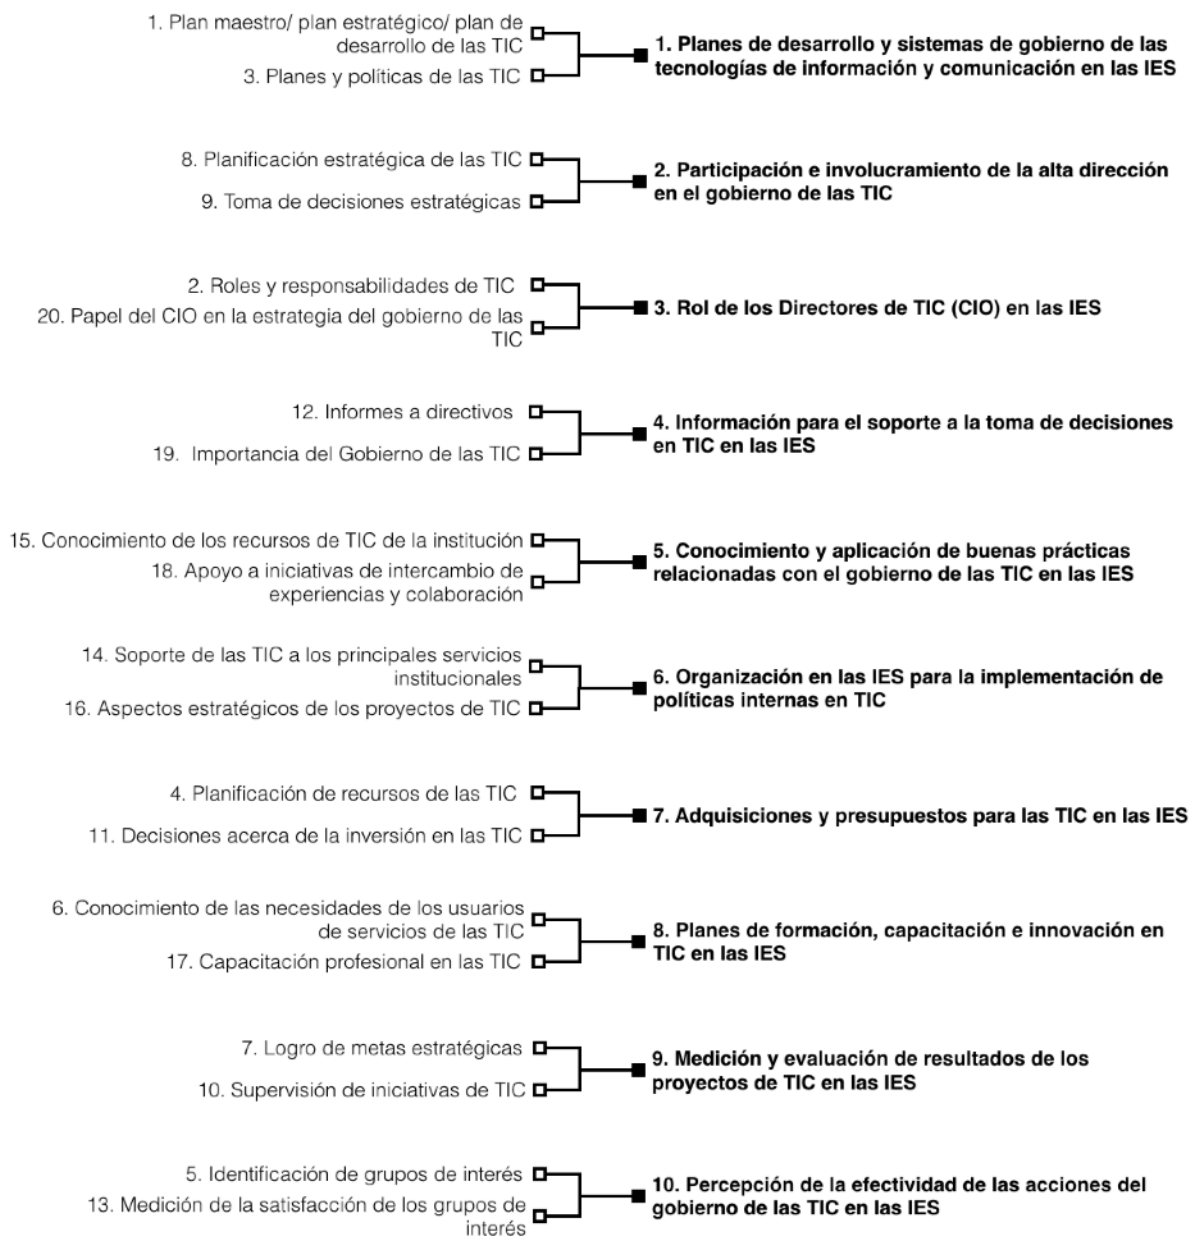 1. Plan maestro/ plan estratégico/ plan de
desarrollo de las TIC
3. Planes y políticas de las TIC
1. Planes de desarrollo y sistemas de gobierno de las
tecnologías de información y comunicación en las IES
8. Planificación estratégica de las TIC
9. Toma de decisiones estratégicas
2. Participación e involucramiento de la alta dirección
en el gobierno de las TIC
2. Roles y responsabilidades de TIC
20. Papel del CIO en la estrategia del gobierno de las
TIC
3. Rol de los Directores de TIC (CIO) en las IES
12. Informes a directivos
19. Importancia del Gobierno de las TIC
4. Información para el soporte a la toma de decisiones
en TIC en las IES
15. Conocimiento de los recursos de TIC de la institución
18. Apoyo a iniciativas de intercambio de
experiencias y colaboración
5. Conocimiento y aplicación de buenas prácticas
relacionadas con el gobierno de las TIC en las IES
14. Soporte de las TIC a los principales servicios
institucionales
16. Aspectos estratégicos de los proyectos de TIC
6. Organización en las IES para la implementación de
políticas internas en TIC
4. Planificación de recursos de las TIC
11. Decisiones acerca de la inversión en las TIC
7. Adquisiciones y presupuestos para las TIC en las IES
6. Conocimiento de las necesidades de los usuarios
de servicios de las TIC
17. Capacitación profesional en las TIC
8. Planes de formación, capacitación e innovación en
TIC en las IES
7. Logro de metas estratégicas
10. Supervisión de iniciativas de TIC
9. Medición y evaluación de resultados de los
proyectos de TIC en las IES
5. Identificación de grupos de interés
13. Medición de la satisfacción de los grupos de
interés
10. Percepción de la efectividad de las acciones del
gobierno de las TIC en las IES